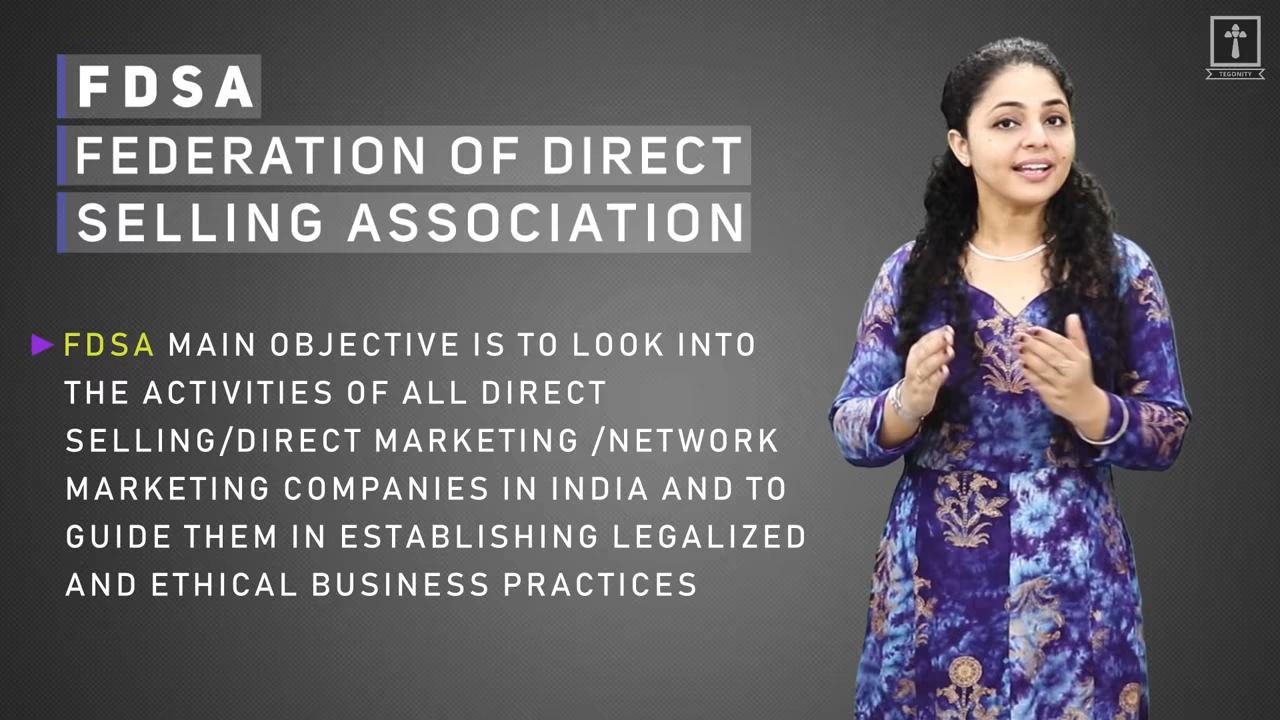 TEGONITY
FDSA
FEDERATION OF DIRECT
SELLING ASSOCIATION
FDSA MAIN OBJECTIVE IS TO LOOK INTO
THE ACTIVITIES OF ALL DIRECT
SELLING/DIRECT MARKETING /NETWORK
MARKETING COMPANIES IN INDIA AND TO
GUIDE THEM IN ESTABLISHING LEGALIZED
AND ETHICAL BUSINESS PRACTICES